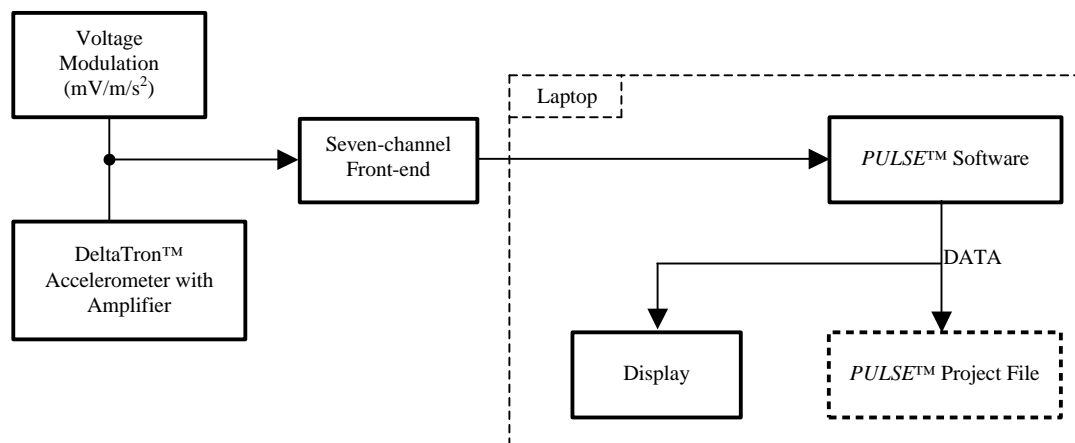 Voltage
Modulation
(mV/m/s²)
Laptop
Seven-channel
Front-end
PULSE™ Software
DeltaTron™
Accelerometer with
Amplifier
DATA
Display
PULSE™ Project File